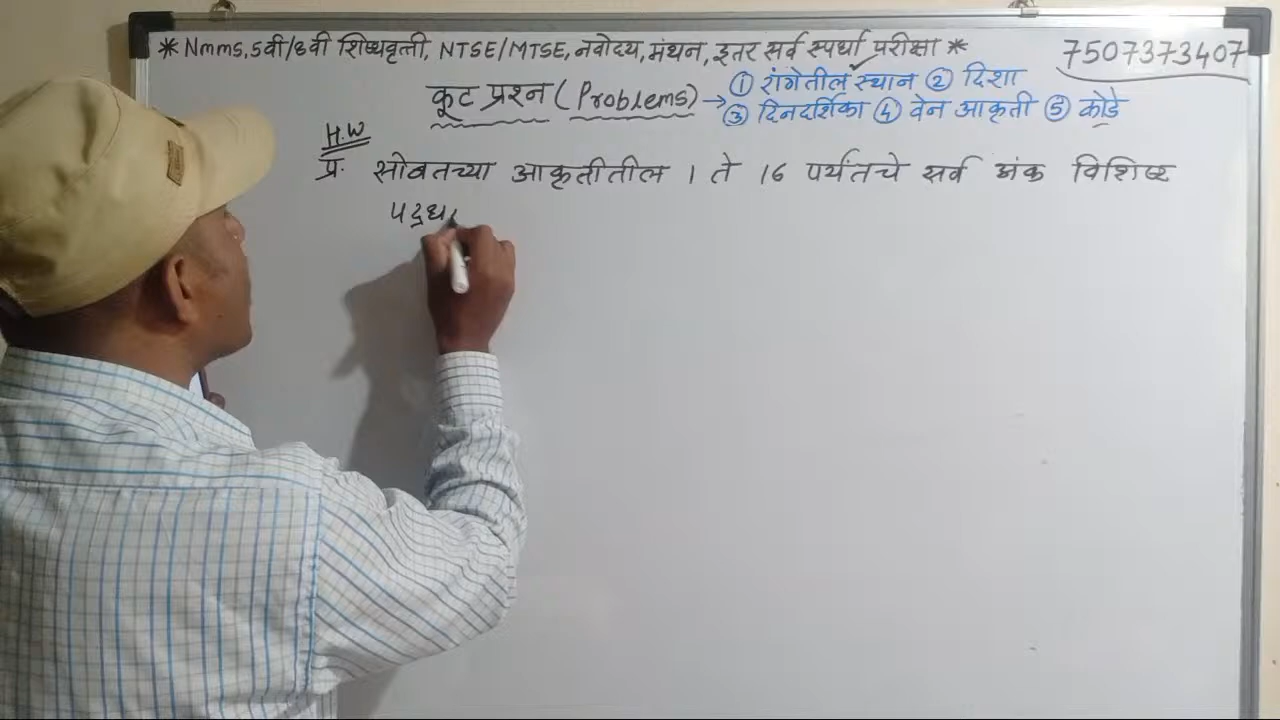 * Nmms, 5वी/8वी शिष्यवृत्ती, NTSE/MTSE, नवोदय, मंथन, इतर सर्व स्पर्धा परीक्षा *
7507373407
कूट प्रश्न (Problems) → ① रांगेतील स्थान ② दिशा
③ दिनदर्शिका ④ वेन आकृती ⑤ कोडे
H.W
प्र. सोबतच्या आकृतीतील 1 ते 16 पर्यंतचे सर्व अंक विशिष्ट